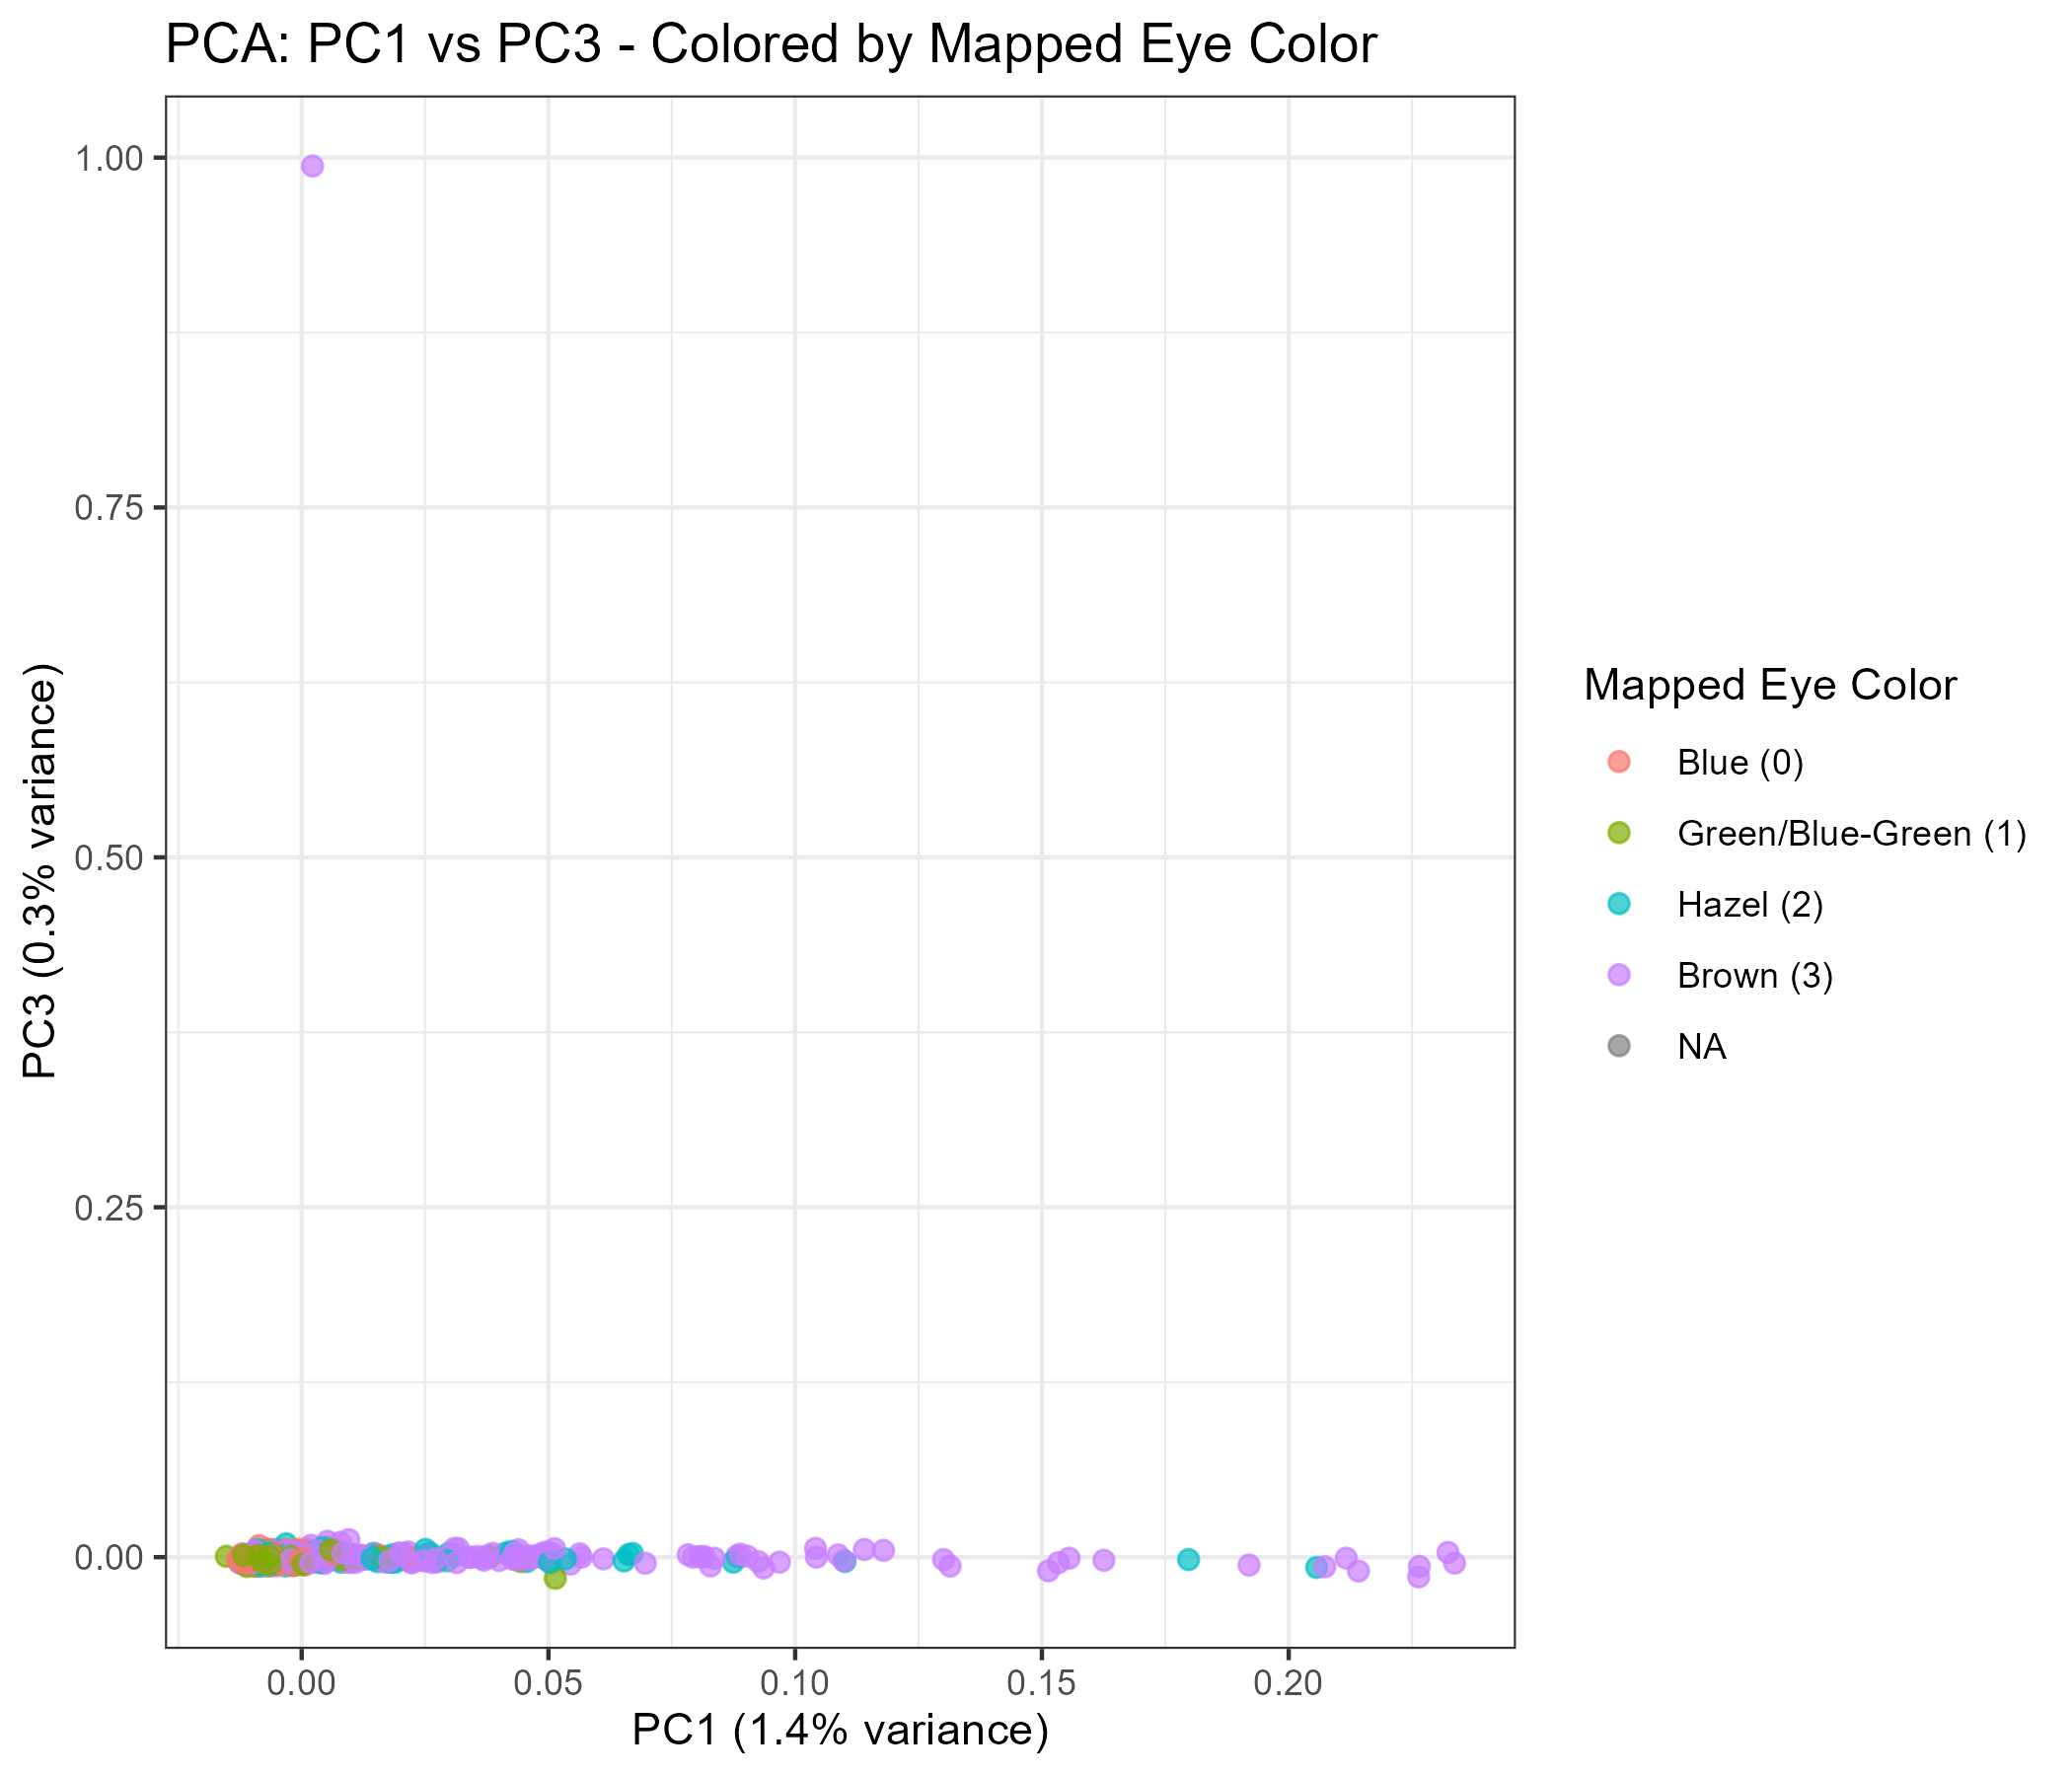 PCA: PC1 vs PC3 - Colored by Mapped Eye Color
1.00
0.75
0.50
0.25
0.00
PC3 (0.3% variance)
0.00
0.05
0.10
0.15
0.20
PC1 (1.4% variance)
Mapped Eye Color
Blue (0)
Green/Blue-Green (1)
Hazel (2)
Brown (3)
NA